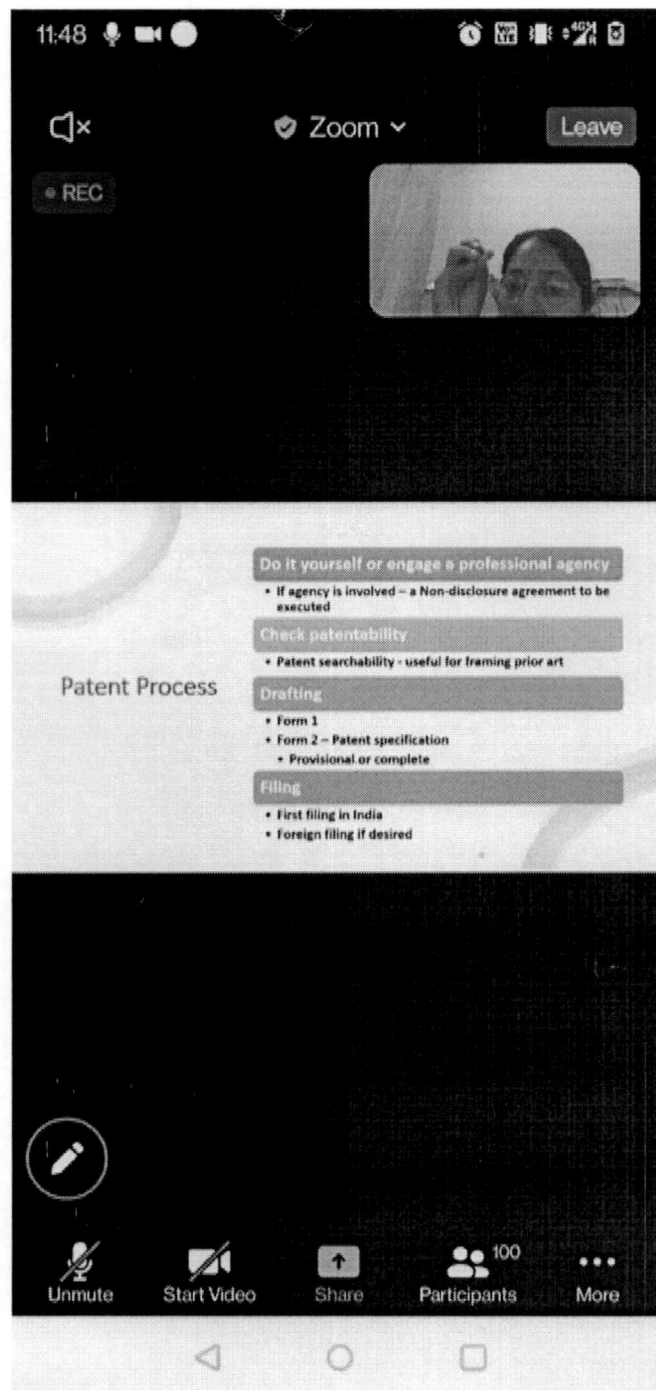 11:48
Vo)) LTE
4G
R
Zoom
Leave
REC
Patent Process
Do it yourself or engage a professional agency
• If agency is involved – a Non-disclosure agreement to be
executed
Check patentability
• Patent searchability - useful for framing prior art
Drafting
• Form 1
• Form 2 – Patent specification
• Provisional or complete
Filing
• First filing in India
• Foreign filing if desired
Unmute
Start Video
Share
100
Participants
More